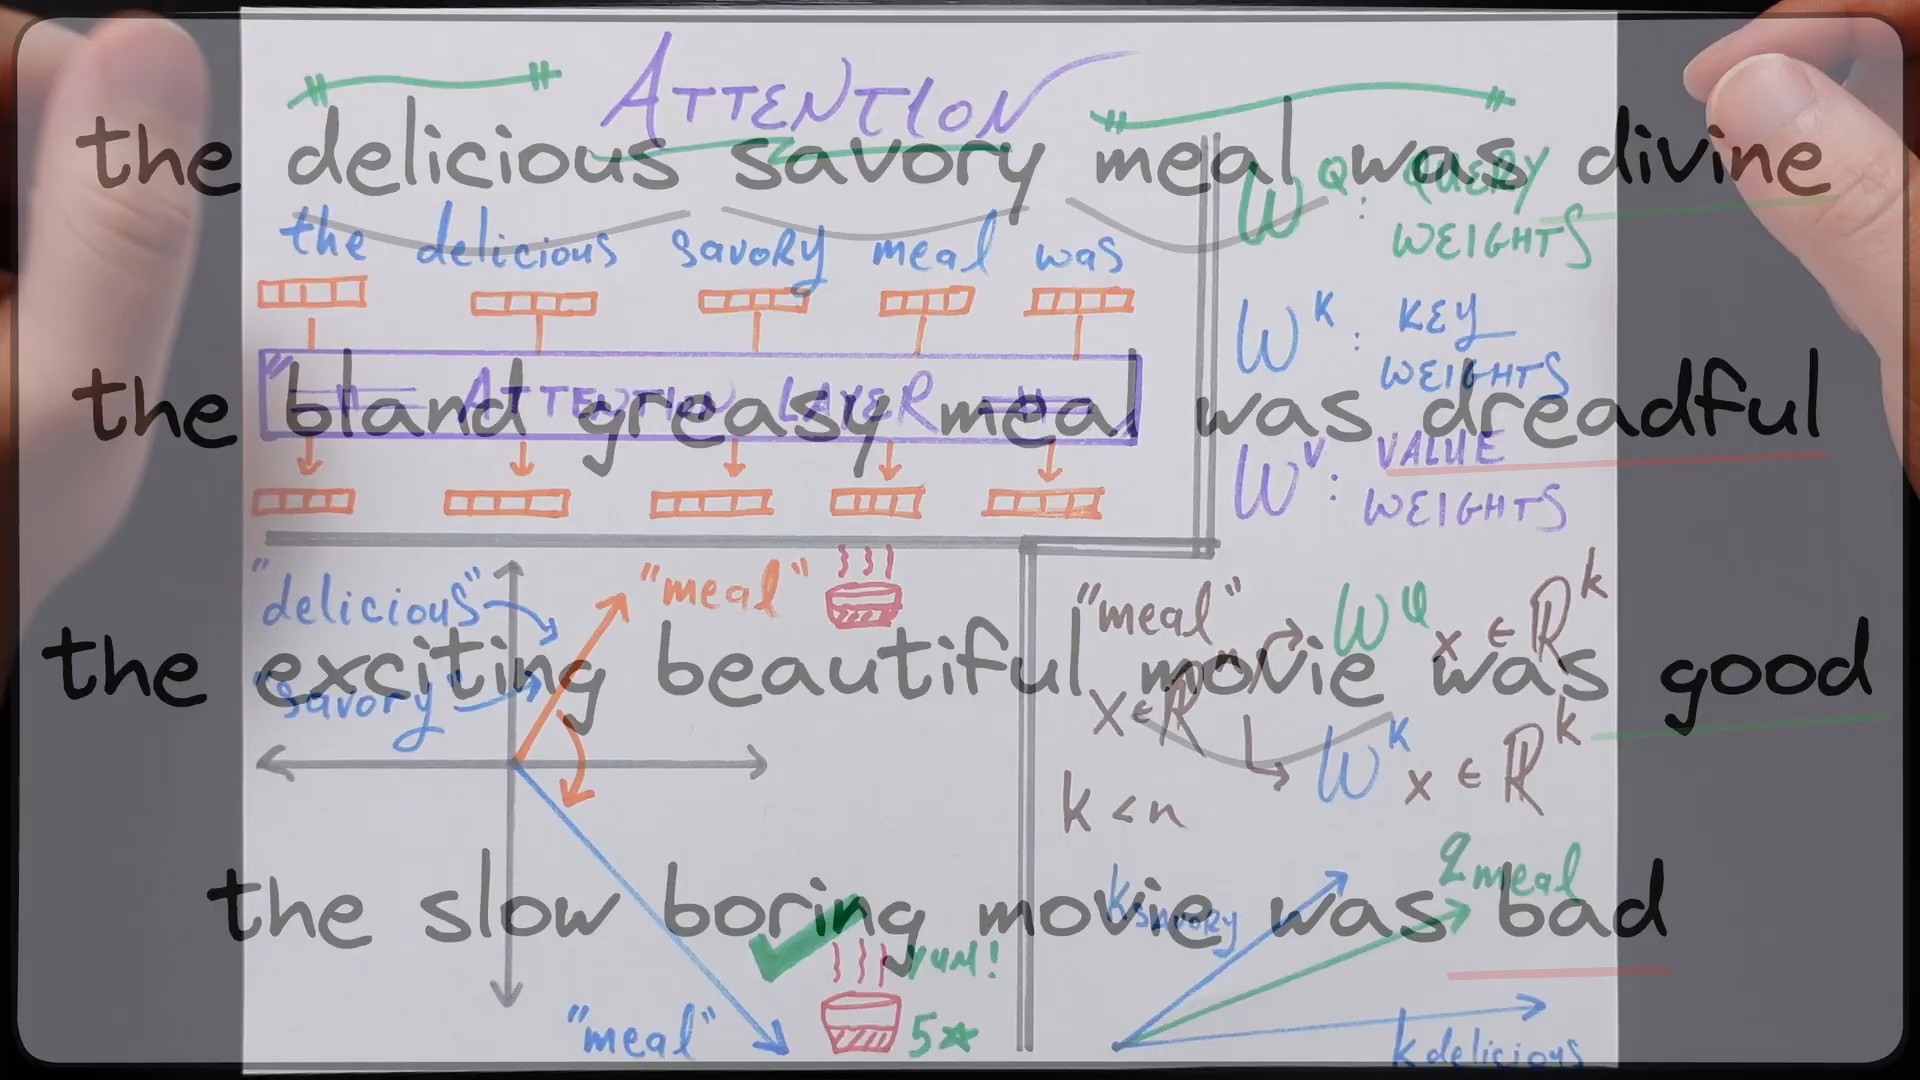 ATTENTION
the delicious savory meal was divine
the delicious savory meal was
W^Q: QUERY WEIGHTS
W^K: KEY WEIGHTS
ATTENTION LAYER
the bland greasy meal was dreadful
W^V: VALUE WEIGHTS
"delicious"
"meal"
"savory"
the exciting beautiful movie was good
"meal"
W^Q x ∈ ℝ^k
x ∈ ℝ
W^K x ∈ ℝ^k
k < n
the slow boring movie was bad
q meal
k savory
k delicious
YUM!
5★
"meal"